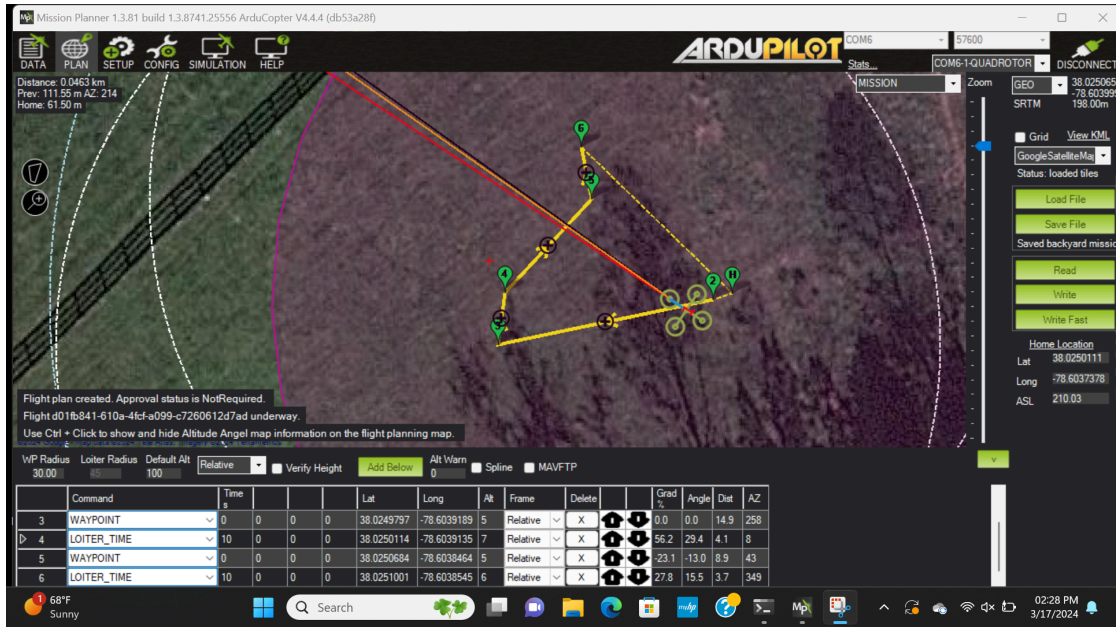 Mission Planner 1.3.81 build 1.3.8741.25556 ArduCopter V4.4.4 (db53a28f)
DATA PLAN SETUP CONFIG SIMULATION HELP
ARDUPILOT
COM6 57600
Stats... COM6-1-QUADROTOR DISCONNECT
Distance: 0.0463 km
Prev: 111.55 m AZ: 214
Home: 61.50 m
MISSION
Zoom
GEO 38.025065
-78.603999
SRTM 198.00m
Grid View KML
GoogleSatelliteMap
Status: loaded tiles
Load File
Save File
Saved backyard missio
Read
Write
Write Fast
Home Location
Lat 38.0250111
Long -78.6037378
ASL 210.03
6
5
4
2 H
Flight plan created. Approval status is NotRequired.
Flight d01fb841-610a-4fcf-a099-c7260612d7ad underway.
Use Ctrl + Click to show and hide Altitude Angel map information on the flight planning map.
WP Radius Loiter Radius Default Alt
30.00 45 100
Relative Verify Height Add Below
Alt Warn
0
Spline MAVFTP
v
Command Time s Lat Long Alt Frame Delete Grad % Angle Dist AZ
3 WAYPOINT 0 0 0 0 38.0249797 -78.6039189 5 Relative X 0.0 0.0 14.9 258
4 LOITER_TIME 10 0 0 0 38.0250114 -78.6039135 7 Relative X 56.2 29.4 4.1 8
5 WAYPOINT 0 0 0 0 38.0250684 -78.6038464 5 Relative X -23.1 -13.0 8.9 43
6 LOITER_TIME 10 0 0 0 38.0251001 -78.6038545 6 Relative X 27.8 15.5 3.7 349
1
68°F
Sunny
Search
myhp
02:28 PM
3/17/2024